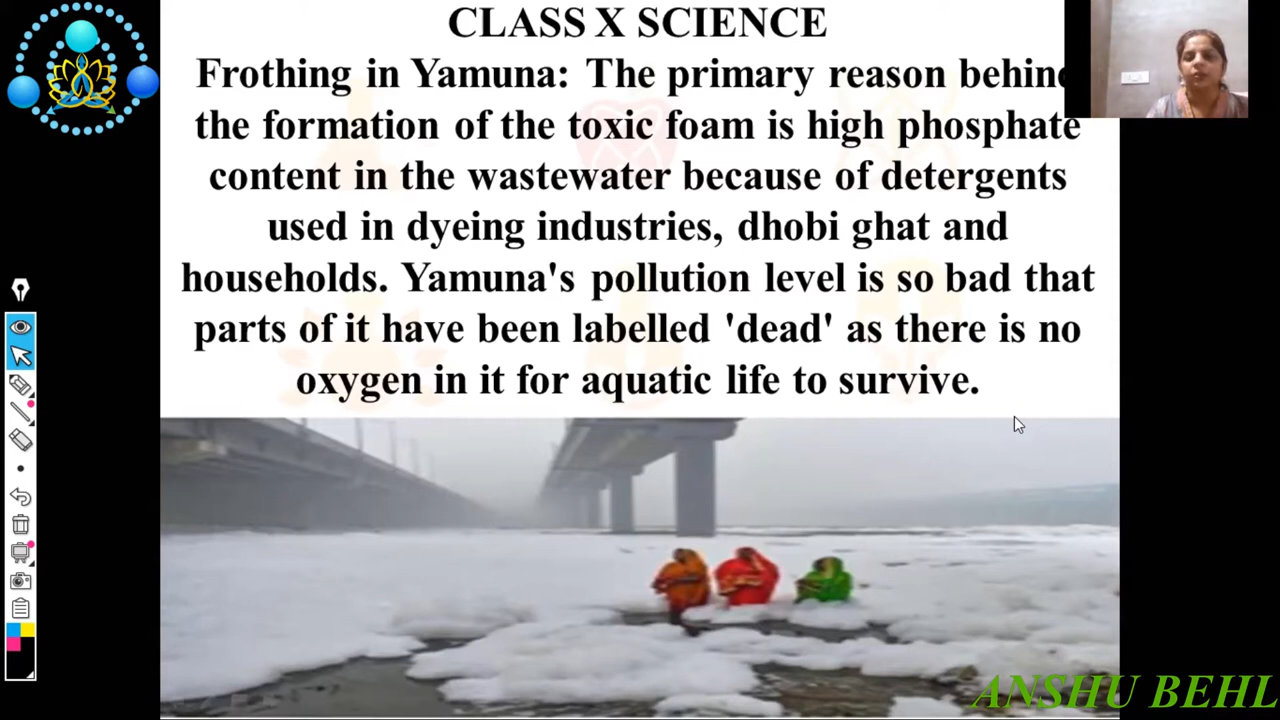 CLASS X SCIENCE
Frothing in Yamuna: The primary reason behind
the formation of the toxic foam is high phosphate
content in the wastewater because of detergents
used in dyeing industries, dhobi ghat and
households. Yamuna's pollution level is so bad that
parts of it have been labelled 'dead' as there is no
oxygen in it for aquatic life to survive.
ANSHU BEHL